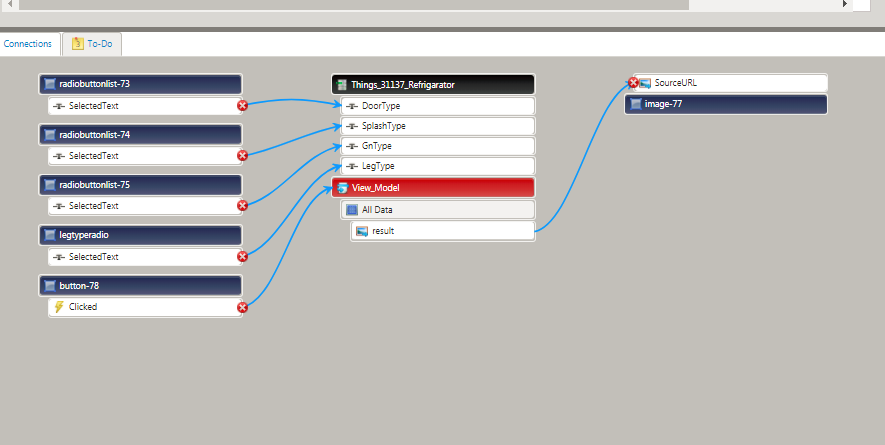 Connections
3 To-Do
radiobuttonlist-73
SelectedText
radiobuttonlist-74
SelectedText
radiobuttonlist-75
SelectedText
legtyperadio
SelectedText
button-78
Clicked
Things_31137_Refrigarator
DoorType
SplashType
GnType
LegType
View_Model
All Data
result
SourceURL
image-77